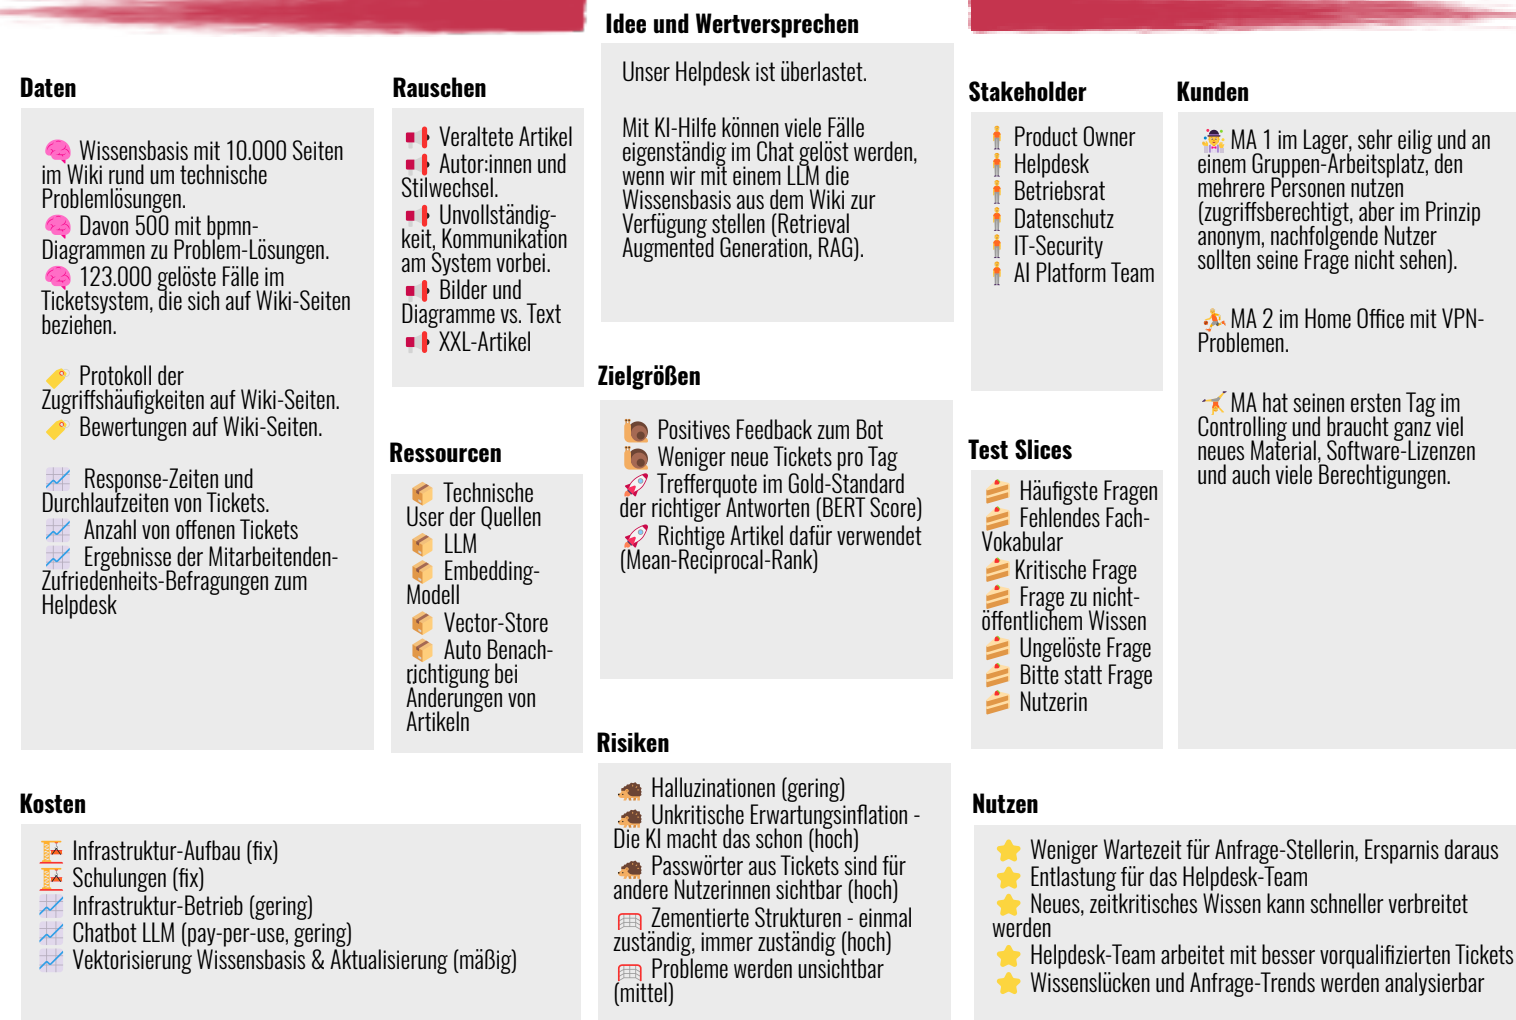 Idee und Wertversprechen
Unser Helpdesk ist überlastet.
Mit KI-Hilfe können viele Fälle
eigenständig im Chat gelöst werden,
wenn wir mit einem LLM die
Wissensbasis aus dem Wiki zur
Verfügung stellen (Retrieval
Augmented Generation, RAG).
Daten
Wissensbasis mit 10.000 Seiten
im Wiki rund um technische
Problemlösungen.
Davon 500 mit bpmn-
Diagrammen zu Problem-Lösungen.
123.000 gelöste Fälle im
Ticketsystem, die sich auf Wiki-Seiten
beziehen.
Protokoll der
Zugriffshäufigkeiten auf Wiki-Seiten.
Bewertungen auf Wiki-Seiten.
Response-Zeiten und
Durchlaufzeiten von Tickets.
Anzahl von offenen Tickets
Ergebnisse der Mitarbeitenden-
Zufriedenheits-Befragungen zum
Helpdesk
Rauschen
Veraltete Artikel
Autor:innen und
Stilwechsel.
Unvollständig-
keit, Kommunikation
am System vorbei.
Bilder und
Diagramme vs. Text
XXL-Artikel
Ressourcen
Technische
User der Quellen
LLM
Embedding-
Modell
Vector-Store
Auto Benach-
richtigung bei
Änderungen von
Artikeln
Zielgrößen
Positives Feedback zum Bot
Weniger neue Tickets pro Tag
Trefferquote im Gold-Standard
der richtiger Antworten (BERT Score)
Richtige Artikel dafür verwendet
(Mean-Reciprocal-Rank)
Stakeholder
Product Owner
Helpdesk
Betriebsrat
Datenschutz
IT-Security
AI Platform Team
Test Slices
Häufigste Fragen
Fehlendes Fach-
Vokabular
Kritische Frage
Frage zu nicht-
öffentlichem Wissen
Ungelöste Frage
Bitte statt Frage
Nutzerin
Kunden
MA 1 im Lager, sehr eilig und an
einem Gruppen-Arbeitsplatz, den
mehrere Personen nutzen
(zugriffsberechtigt, aber im Prinzip
anonym, nachfolgende Nutzer
sollten seine Frage nicht sehen).
MA 2 im Home Office mit VPN-
Problemen.
MA hat seinen ersten Tag im
Controlling und braucht ganz viel
neues Material, Software-Lizenzen
und auch viele Berechtigungen.
Kosten
Infrastruktur-Aufbau (fix)
Schulungen (fix)
Infrastruktur-Betrieb (gering)
Chatbot LLM (pay-per-use, gering)
Vektorisierung Wissensbasis & Aktualisierung (mäßig)
Risiken
Halluzinationen (gering)
Unkritische Erwartungsinflation -
Die KI macht das schon (hoch)
Passwörter aus Tickets sind für
andere Nutzerinnen sichtbar (hoch)
Zementierte Strukturen - einmal
zuständig, immer zuständig (hoch)
Probleme werden unsichtbar
(mittel)
Nutzen
Weniger Wartezeit für Anfrage-Stellerin, Ersparnis daraus
Entlastung für das Helpdesk-Team
Neues, zeitkritisches Wissen kann schneller verbreitet
werden
Helpdesk-Team arbeitet mit besser vorqualifizierten Tickets
Wissenslücken und Anfrage-Trends werden analysierbar